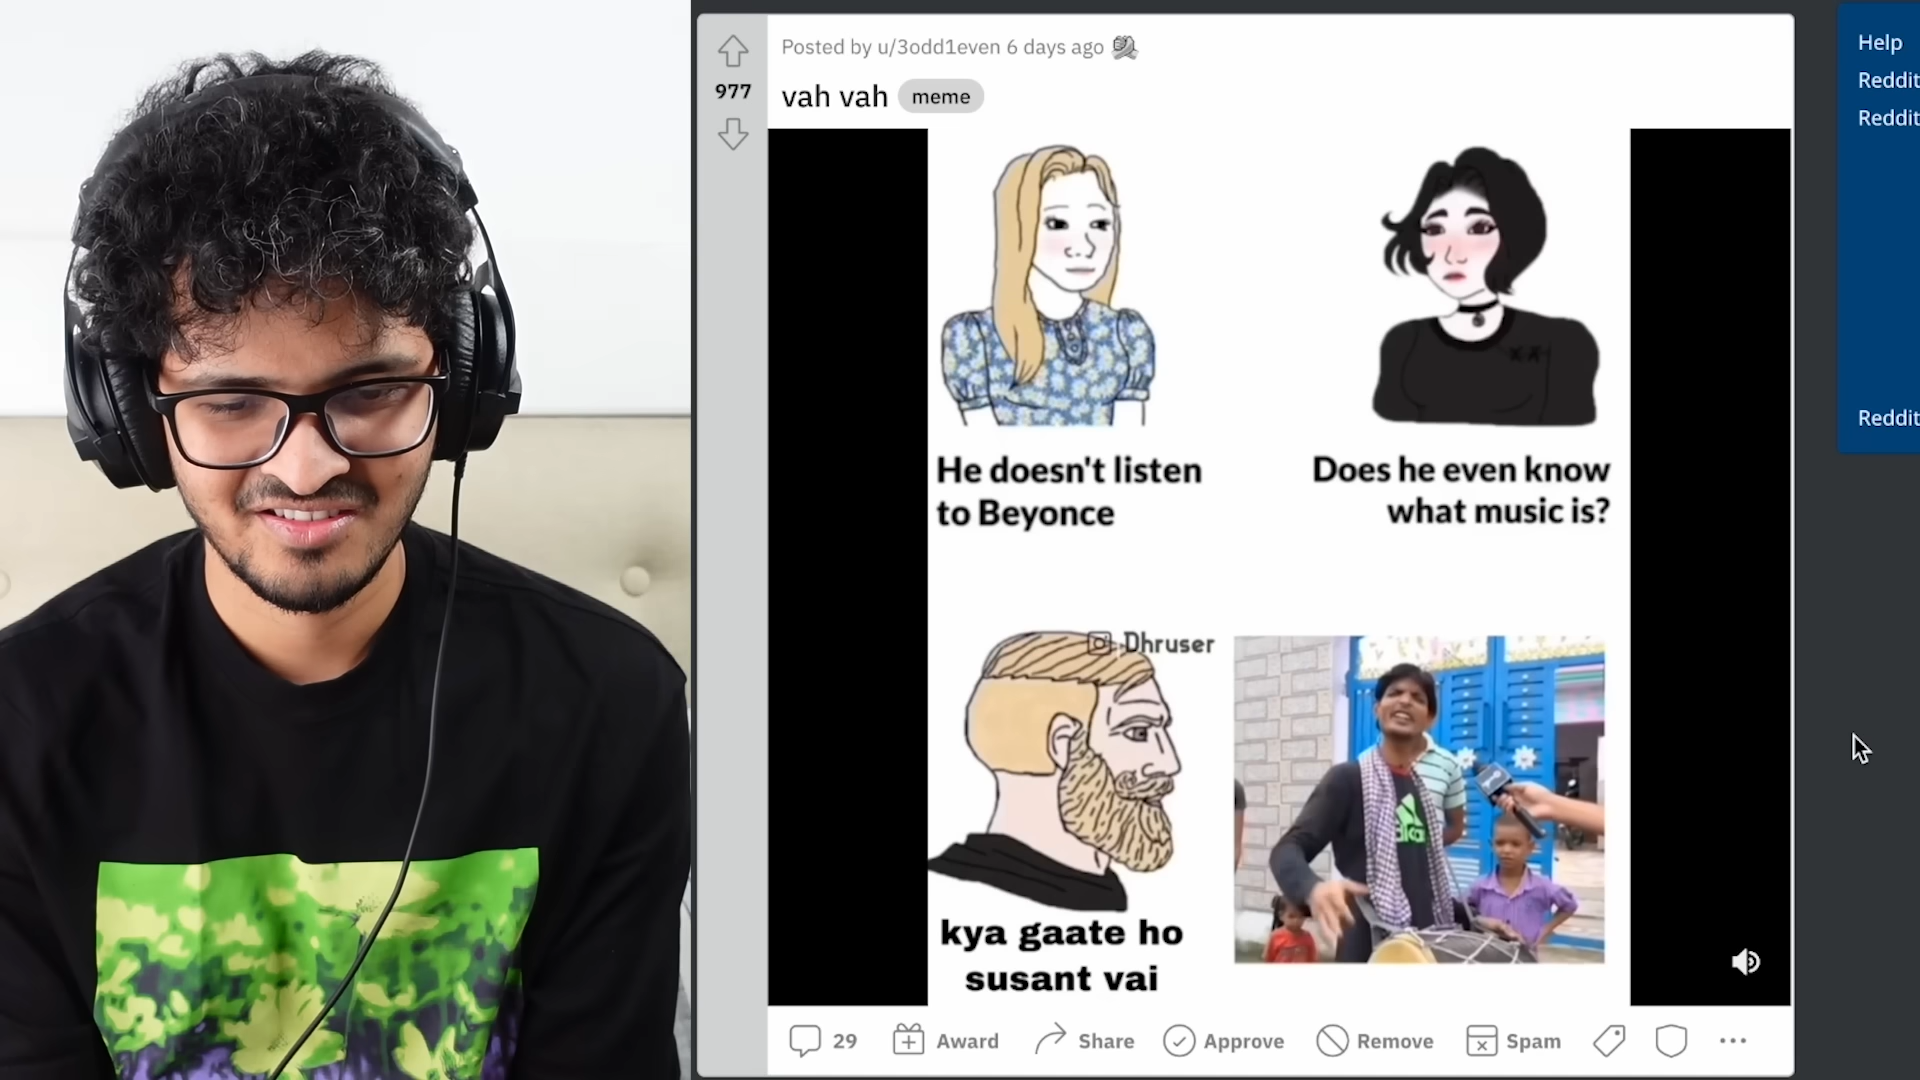 Posted by u/3odd1even 6 days ago
977
vah vah meme
He doesn't listen
to Beyonce
Does he even know
what music is?
Dhruser
kya gaate ho
susant vai
29 Award Share Approve Remove Spam
Help
Reddit
Reddit
Reddit